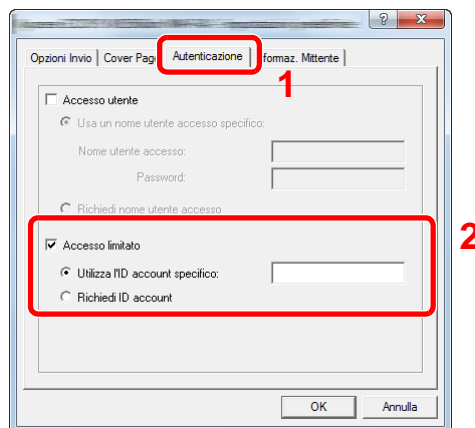 Opzioni Invio Cover Pag Autenticazione formaz. Mittente
1
Accesso utente
Usa un nome utente accesso specifico:
Nome utente accesso:
Password:
Richiedi nome utente accesso
2
Accesso limitato
Utilizza l'ID account specifico:
Richiedi ID account
OK Annulla